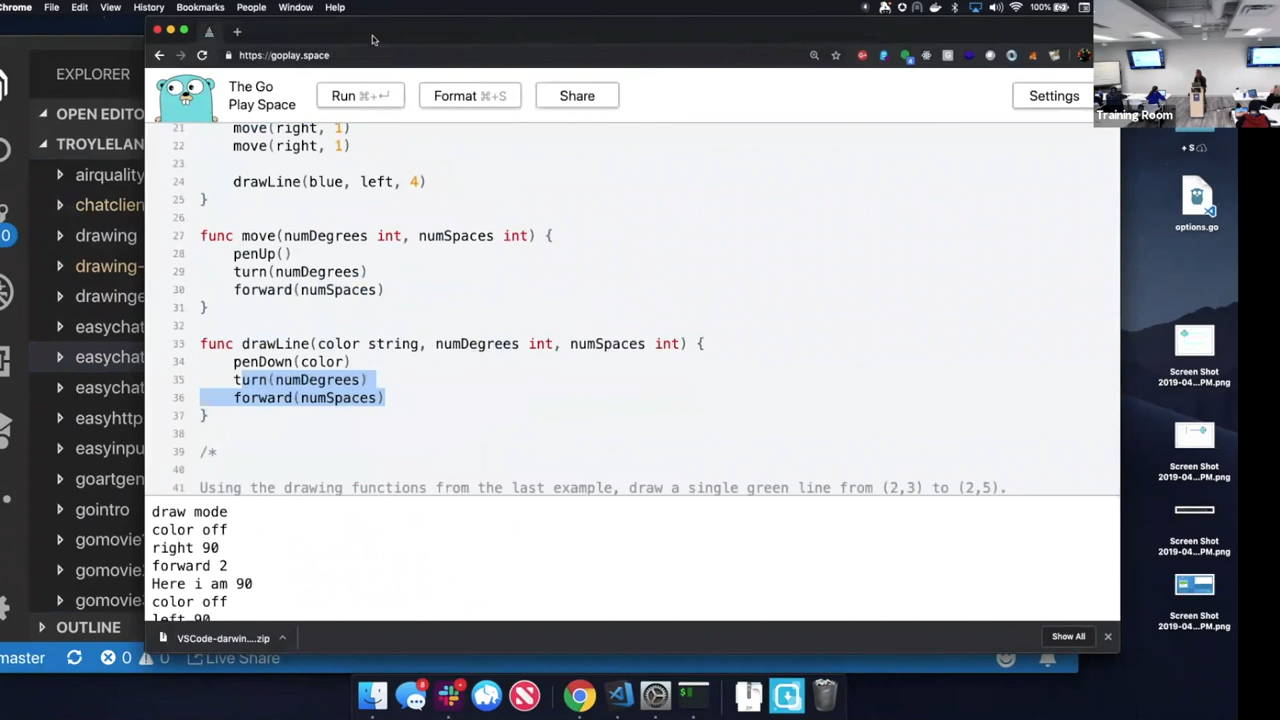 Chrome File Edit View History Bookmarks People Window Help 100%
https://goplay.space
The Go
Play Space
Run ⌘+↩
Format ⌘+S
Share
Settings
Training Room
EXPLORER
OPEN EDITO
TROYLELAN
airquality
chatclien
drawing
drawing-
drawinge
easychat
easychat
easychat
easyhttp
easyinpu
goartgen
gointro
gomovie
gomovie
gomovie
OUTLINE
21 move(right, 1)
22 move(right, 1)
23
24 drawLine(blue, left, 4)
25 }
26
27 func move(numDegrees int, numSpaces int) {
28 penUp()
29 turn(numDegrees)
30 forward(numSpaces)
31 }
32
33 func drawLine(color string, numDegrees int, numSpaces int) {
34 penDown(color)
35 turn(numDegrees)
36 forward(numSpaces)
37 }
38
39 /*
40
41 Using the drawing functions from the last example, draw a single green line from (2,3) to (2,5).
draw mode
color off
right 90
forward 2
Here i am 90
color off
left 90
VSCode-darwin....zip
Show All
master 0 0 Live Share
+ S
options.go
Screen Shot
2019-04...PM.png
Screen Shot
2019-04...PM.png
Screen Shot
2019-04...PM.png
Screen Shot
2019-04...PM.png